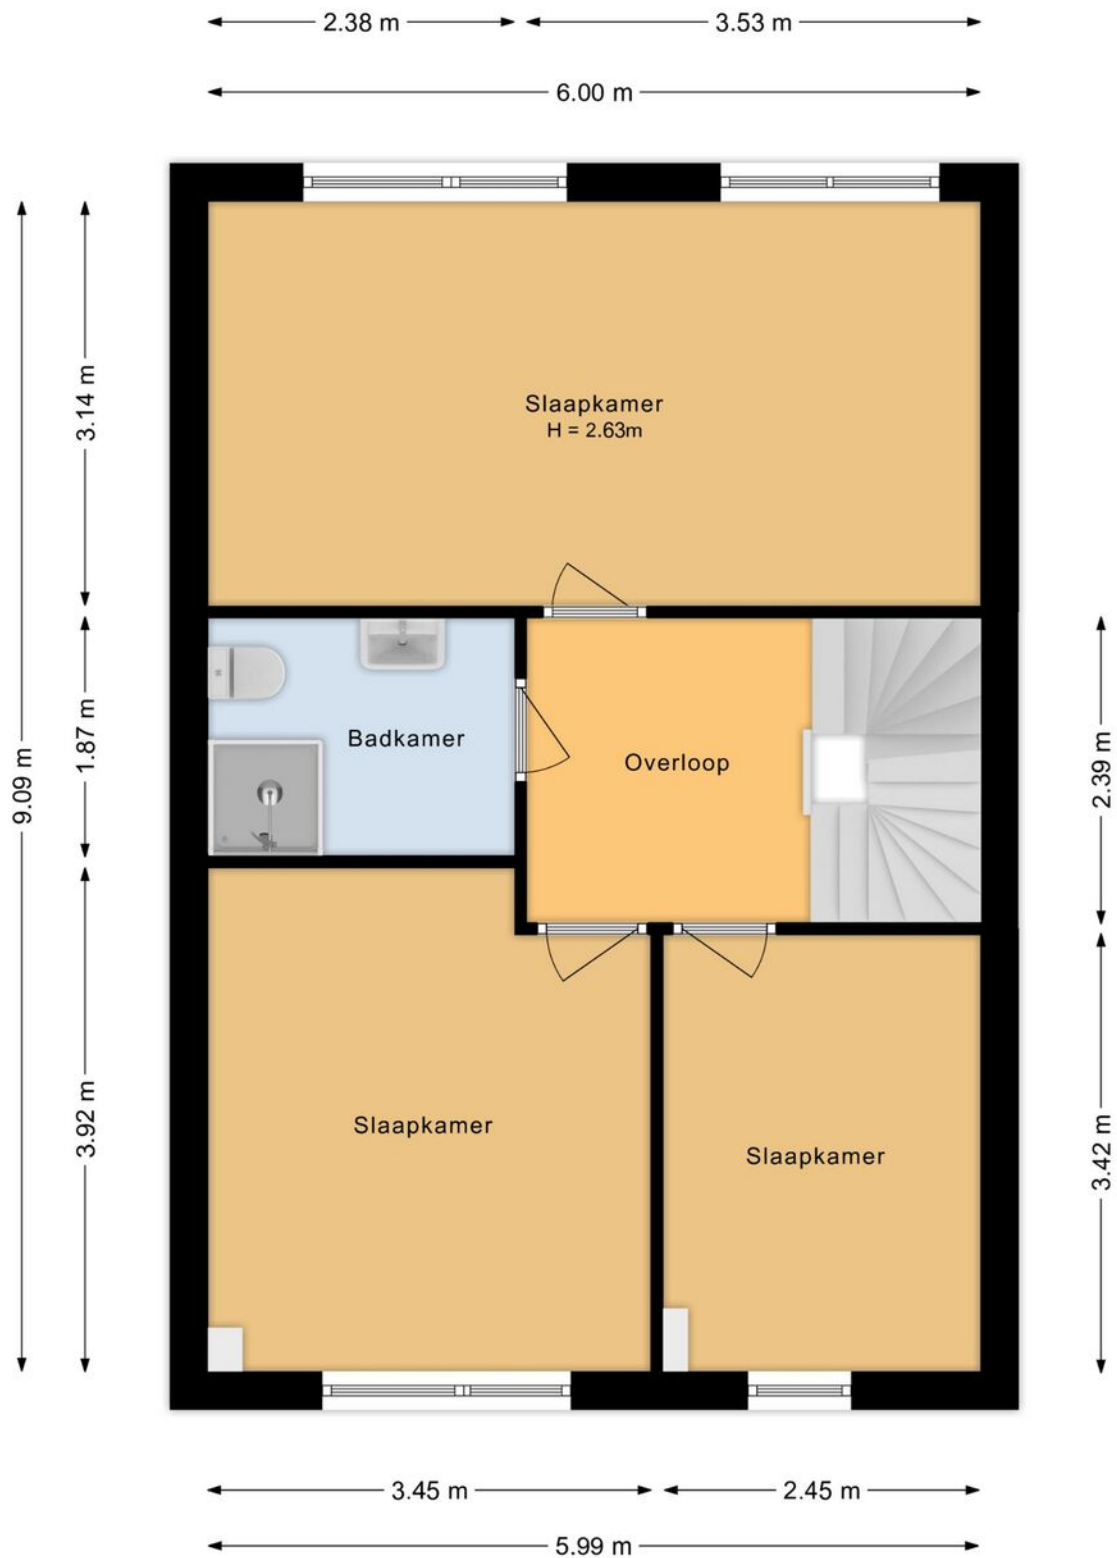 2.38 m
3.53 m
6.00 m
3.14 m
Slaapkamer
H = 2.63m
9.09 m
1.87 m
Badkamer
Overloop
2.39 m
3.92 m
Slaapkamer
Slaapkamer
3.42 m
3.45 m
2.45 m
5.99 m